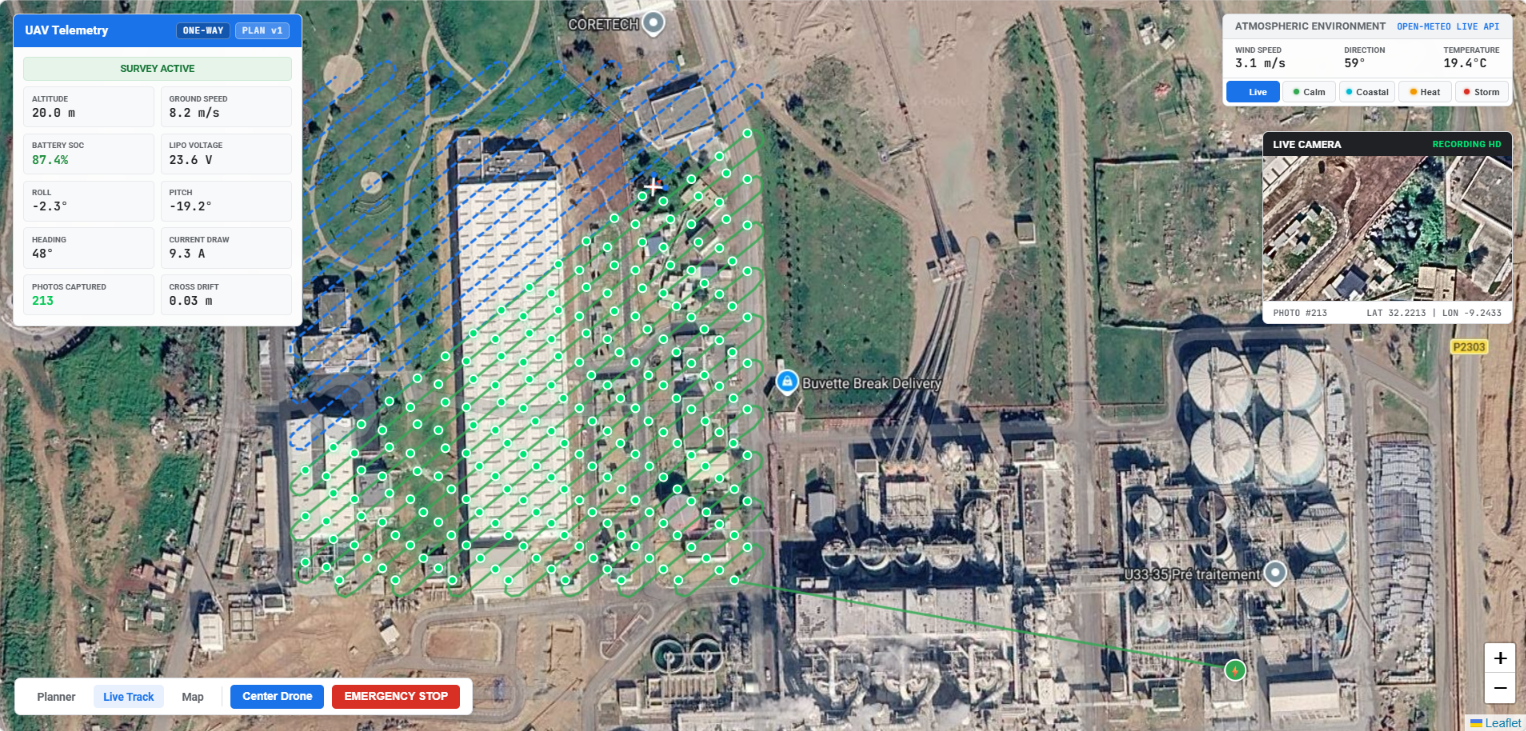 UAV Telemetry
ONE-WAY
PLAN v1
SURVEY ACTIVE
ALTITUDE
20.0 m
GROUND SPEED
8.2 m/s
BATTERY SOC
87.4%
LIPO VOLTAGE
23.6 V
ROLL
-2.3°
PITCH
-19.2°
HEADING
48°
CURRENT DRAW
9.3 A
PHOTOS CAPTURED
213
CROSS DRIFT
0.03 m
CORETECH
ATMOSPHERIC ENVIRONMENT
OPEN-METEO LIVE API
WIND SPEED
3.1 m/s
DIRECTION
59°
TEMPERATURE
19.4°C
Live
Calm
Coastal
Heat
Storm
LIVE CAMERA
RECORDING HD
PHOTO #213
LAT 32.2213 | LON -9.2433
P2303
Google
Buvette Break Delivery
U33-35 Pré traitement
Planner
Live Track
Map
Center Drone
EMERGENCY STOP
+
−
Leaflet